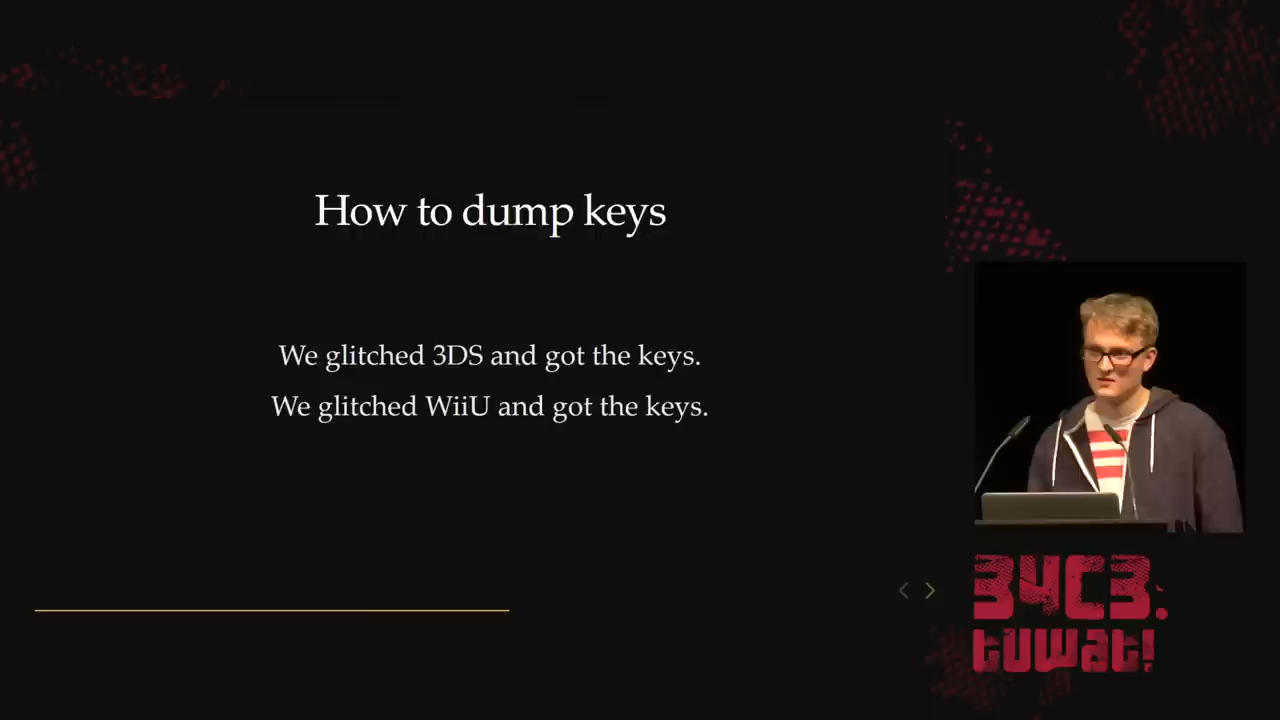 How to dump keys
We glitched 3DS and got the keys.
We glitched WiiU and got the keys.
34C3.
tuwat!